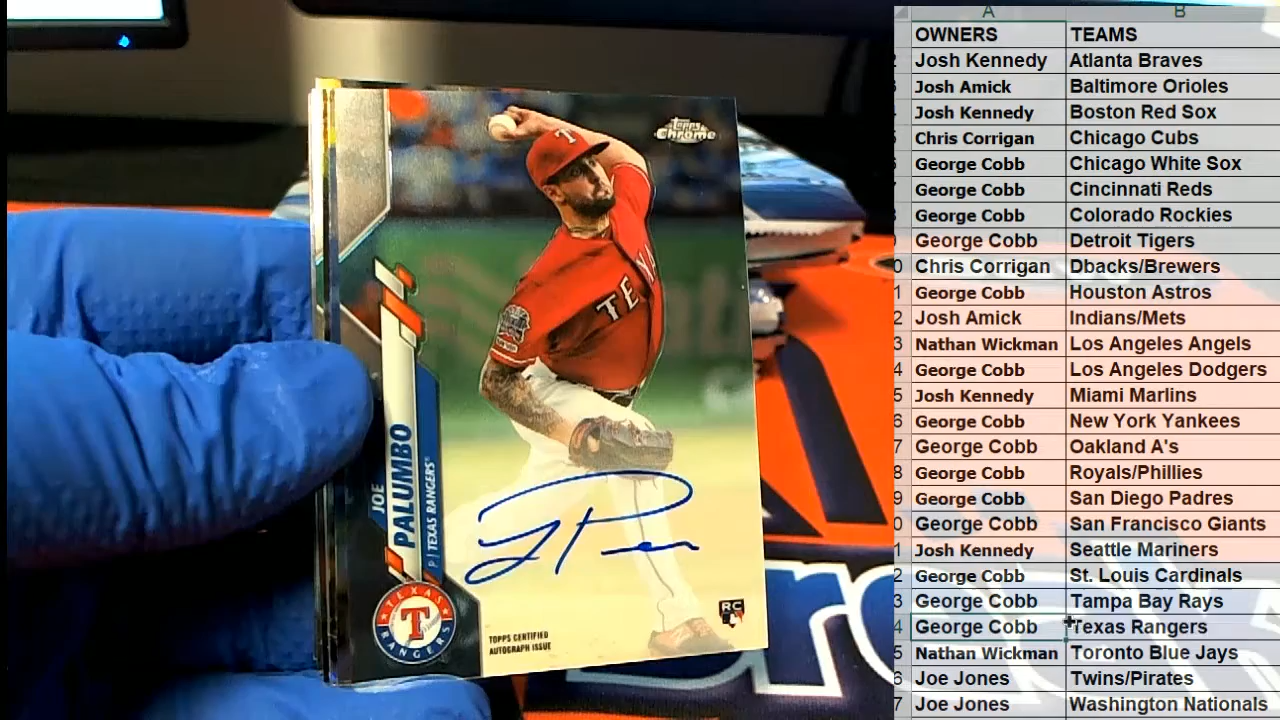 Topps
Chrome
T
TEXA
JOE
PALUMBO
P | TEXAS RANGERS®
TEXAS
T
RANGERS
TOPPS CERTIFIED
AUTOGRAPH ISSUE
RC
A B
OWNERS TEAMS
Josh Kennedy Atlanta Braves
Josh Amick Baltimore Orioles
Josh Kennedy Boston Red Sox
Chris Corrigan Chicago Cubs
George Cobb Chicago White Sox
George Cobb Cincinnati Reds
George Cobb Colorado Rockies
George Cobb Detroit Tigers
Chris Corrigan Dbacks/Brewers
George Cobb Houston Astros
Josh Amick Indians/Mets
Nathan Wickman Los Angeles Angels
George Cobb Los Angeles Dodgers
Josh Kennedy Miami Marlins
George Cobb New York Yankees
George Cobb Oakland A's
George Cobb Royals/Phillies
George Cobb San Diego Padres
George Cobb San Francisco Giants
Josh Kennedy Seattle Mariners
George Cobb St. Louis Cardinals
George Cobb Tampa Bay Rays
George Cobb Texas Rangers
Nathan Wickman Toronto Blue Jays
Joe Jones Twins/Pirates
Joe Jones Washington Nationals